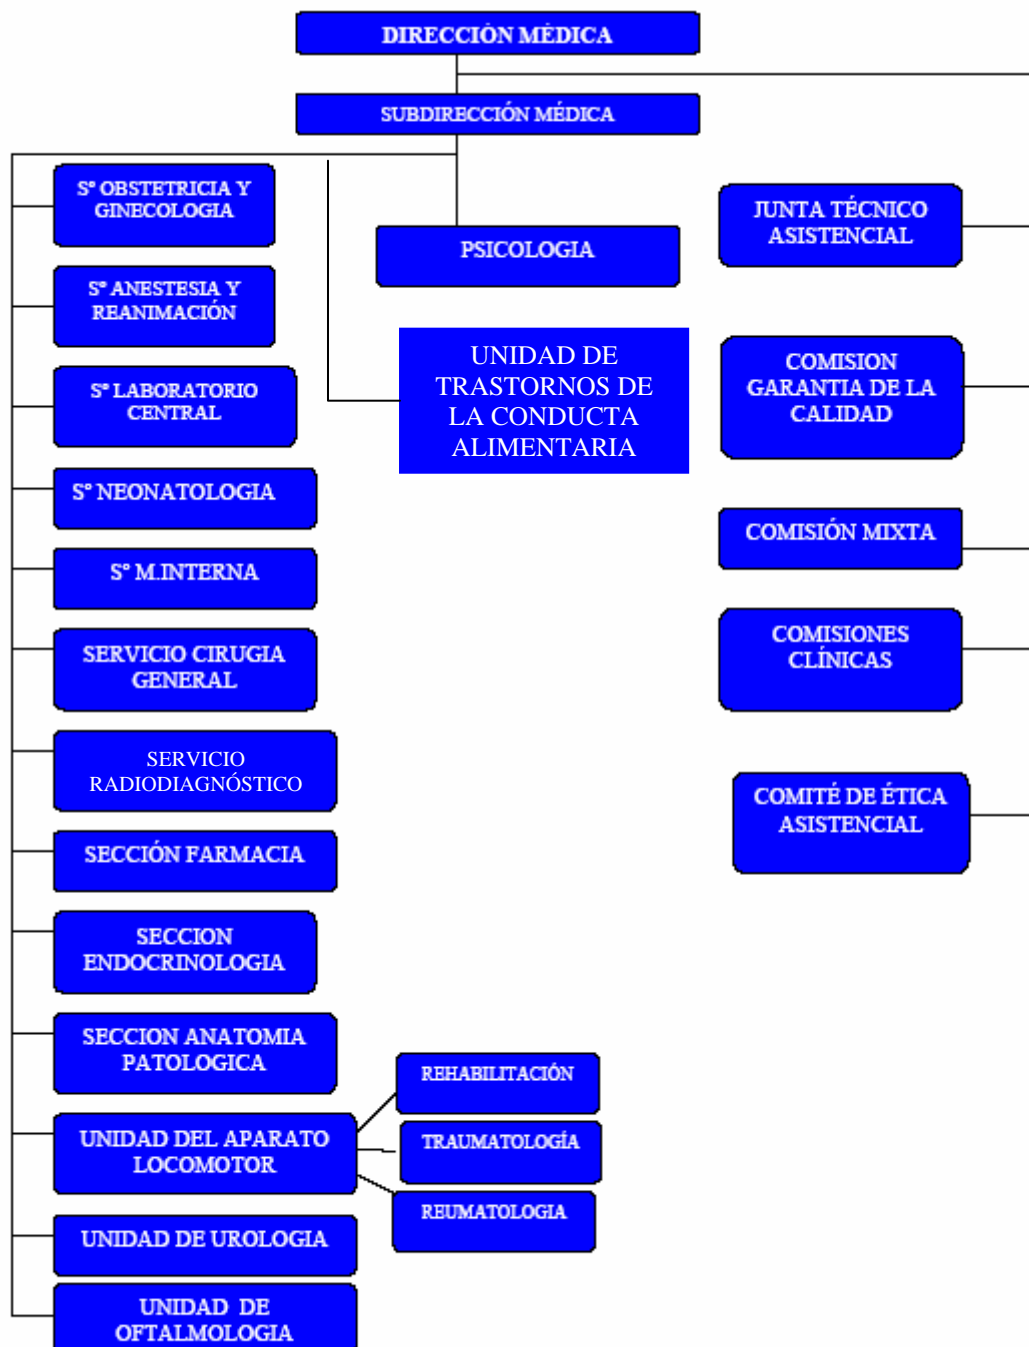 DIRECCIÓN MÉDICA
SUBDIRECCIÓN MÉDICA
Sº OBSTETRICIA Y
GINECOLOGIA
Sº ANESTESIA Y
REANIMACIÓN
Sº LABORATORIO
CENTRAL
Sº NEONATOLOGIA
Sº M.INTERNA
SERVICIO CIRUGIA
GENERAL
SERVICIO
RADIODIAGNÓSTICO
SECCIÓN FARMACIA
SECCION
ENDOCRINOLOGIA
SECCION ANATOMIA
PATOLOGICA
UNIDAD DEL APARATO
LOCOMOTOR
UNIDAD DE UROLOGIA
UNIDAD DE
OFTALMOLOGIA
PSICOLOGIA
UNIDAD DE
TRASTORNOS DE
LA CONDUCTA
ALIMENTARIA
REHABILITACIÓN
TRAUMATOLOGÍA
REUMATOLOGIA
JUNTA TÉCNICO
ASISTENCIAL
COMISION
GARANTIA DE LA
CALIDAD
COMISIÓN MIXTA
COMISIONES
CLÍNICAS
COMITÉ DE ÉTICA
ASISTENCIAL